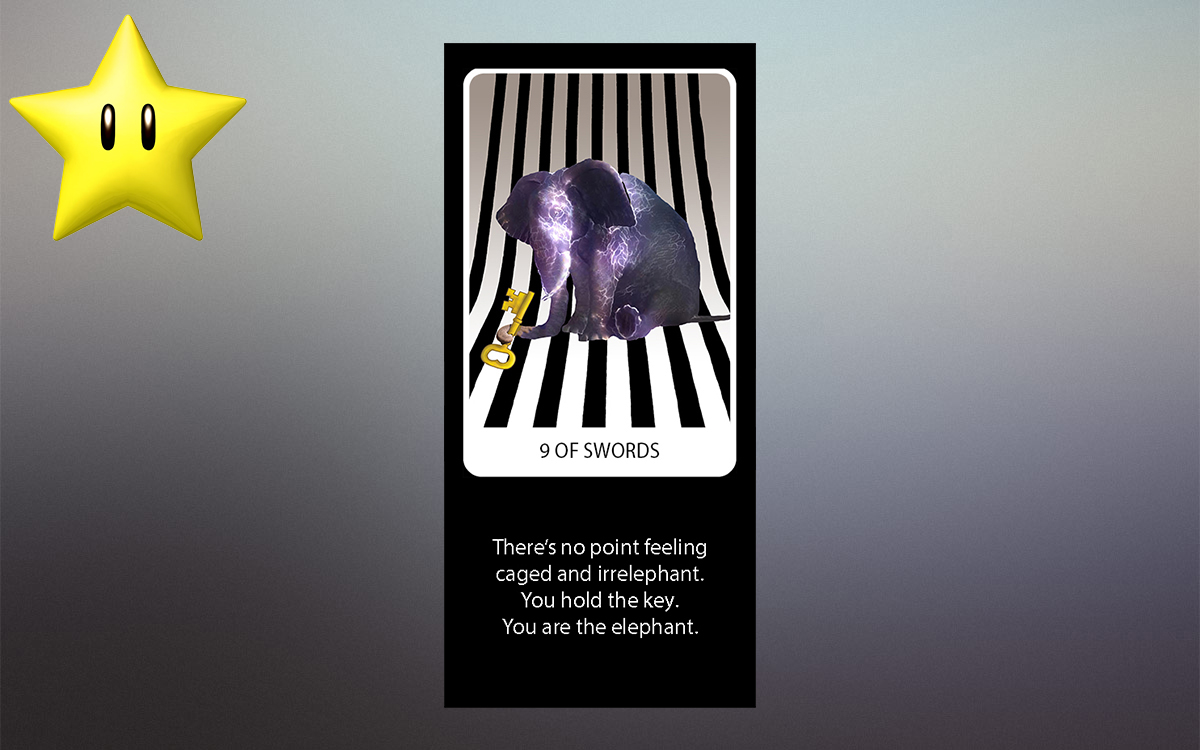 9 OF SWORDS
There's no point feeling
caged and irrelephant.
You hold the key.
You are the elephant.